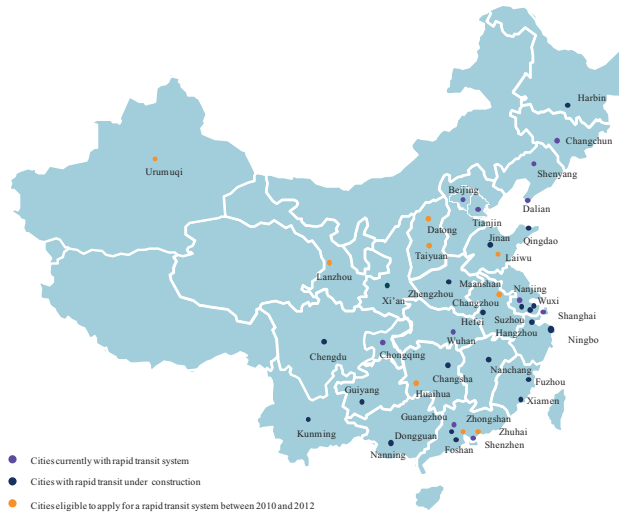 Harbin
Changchun
Urumuqi
Shenyang
Beijing
Dalian
Tianjin
Datong
Qingdao
Jinan
Laiwu
Taiyuan
Lanzhou
Maanshan
Nanjing
Zhengzhou
Xi'an
Changzhou
Wuxi
Suzhou
Shanghai
Hefei
Hangzhou
Wuhan
Ningbo
Chengdu
Chongqing
Nanchang
Changsha
Fuzhou
Huaihua
Guiyang
Xiamen
Guangzhou
Zhongshan
Kunming
Dongguan
Zhuhai
Nanning
Foshan
Shenzhen
Cities currently with rapid transit system
Cities with rapid transit under construction
Cities eligible to apply for a rapid transit system between 2010 and 2012